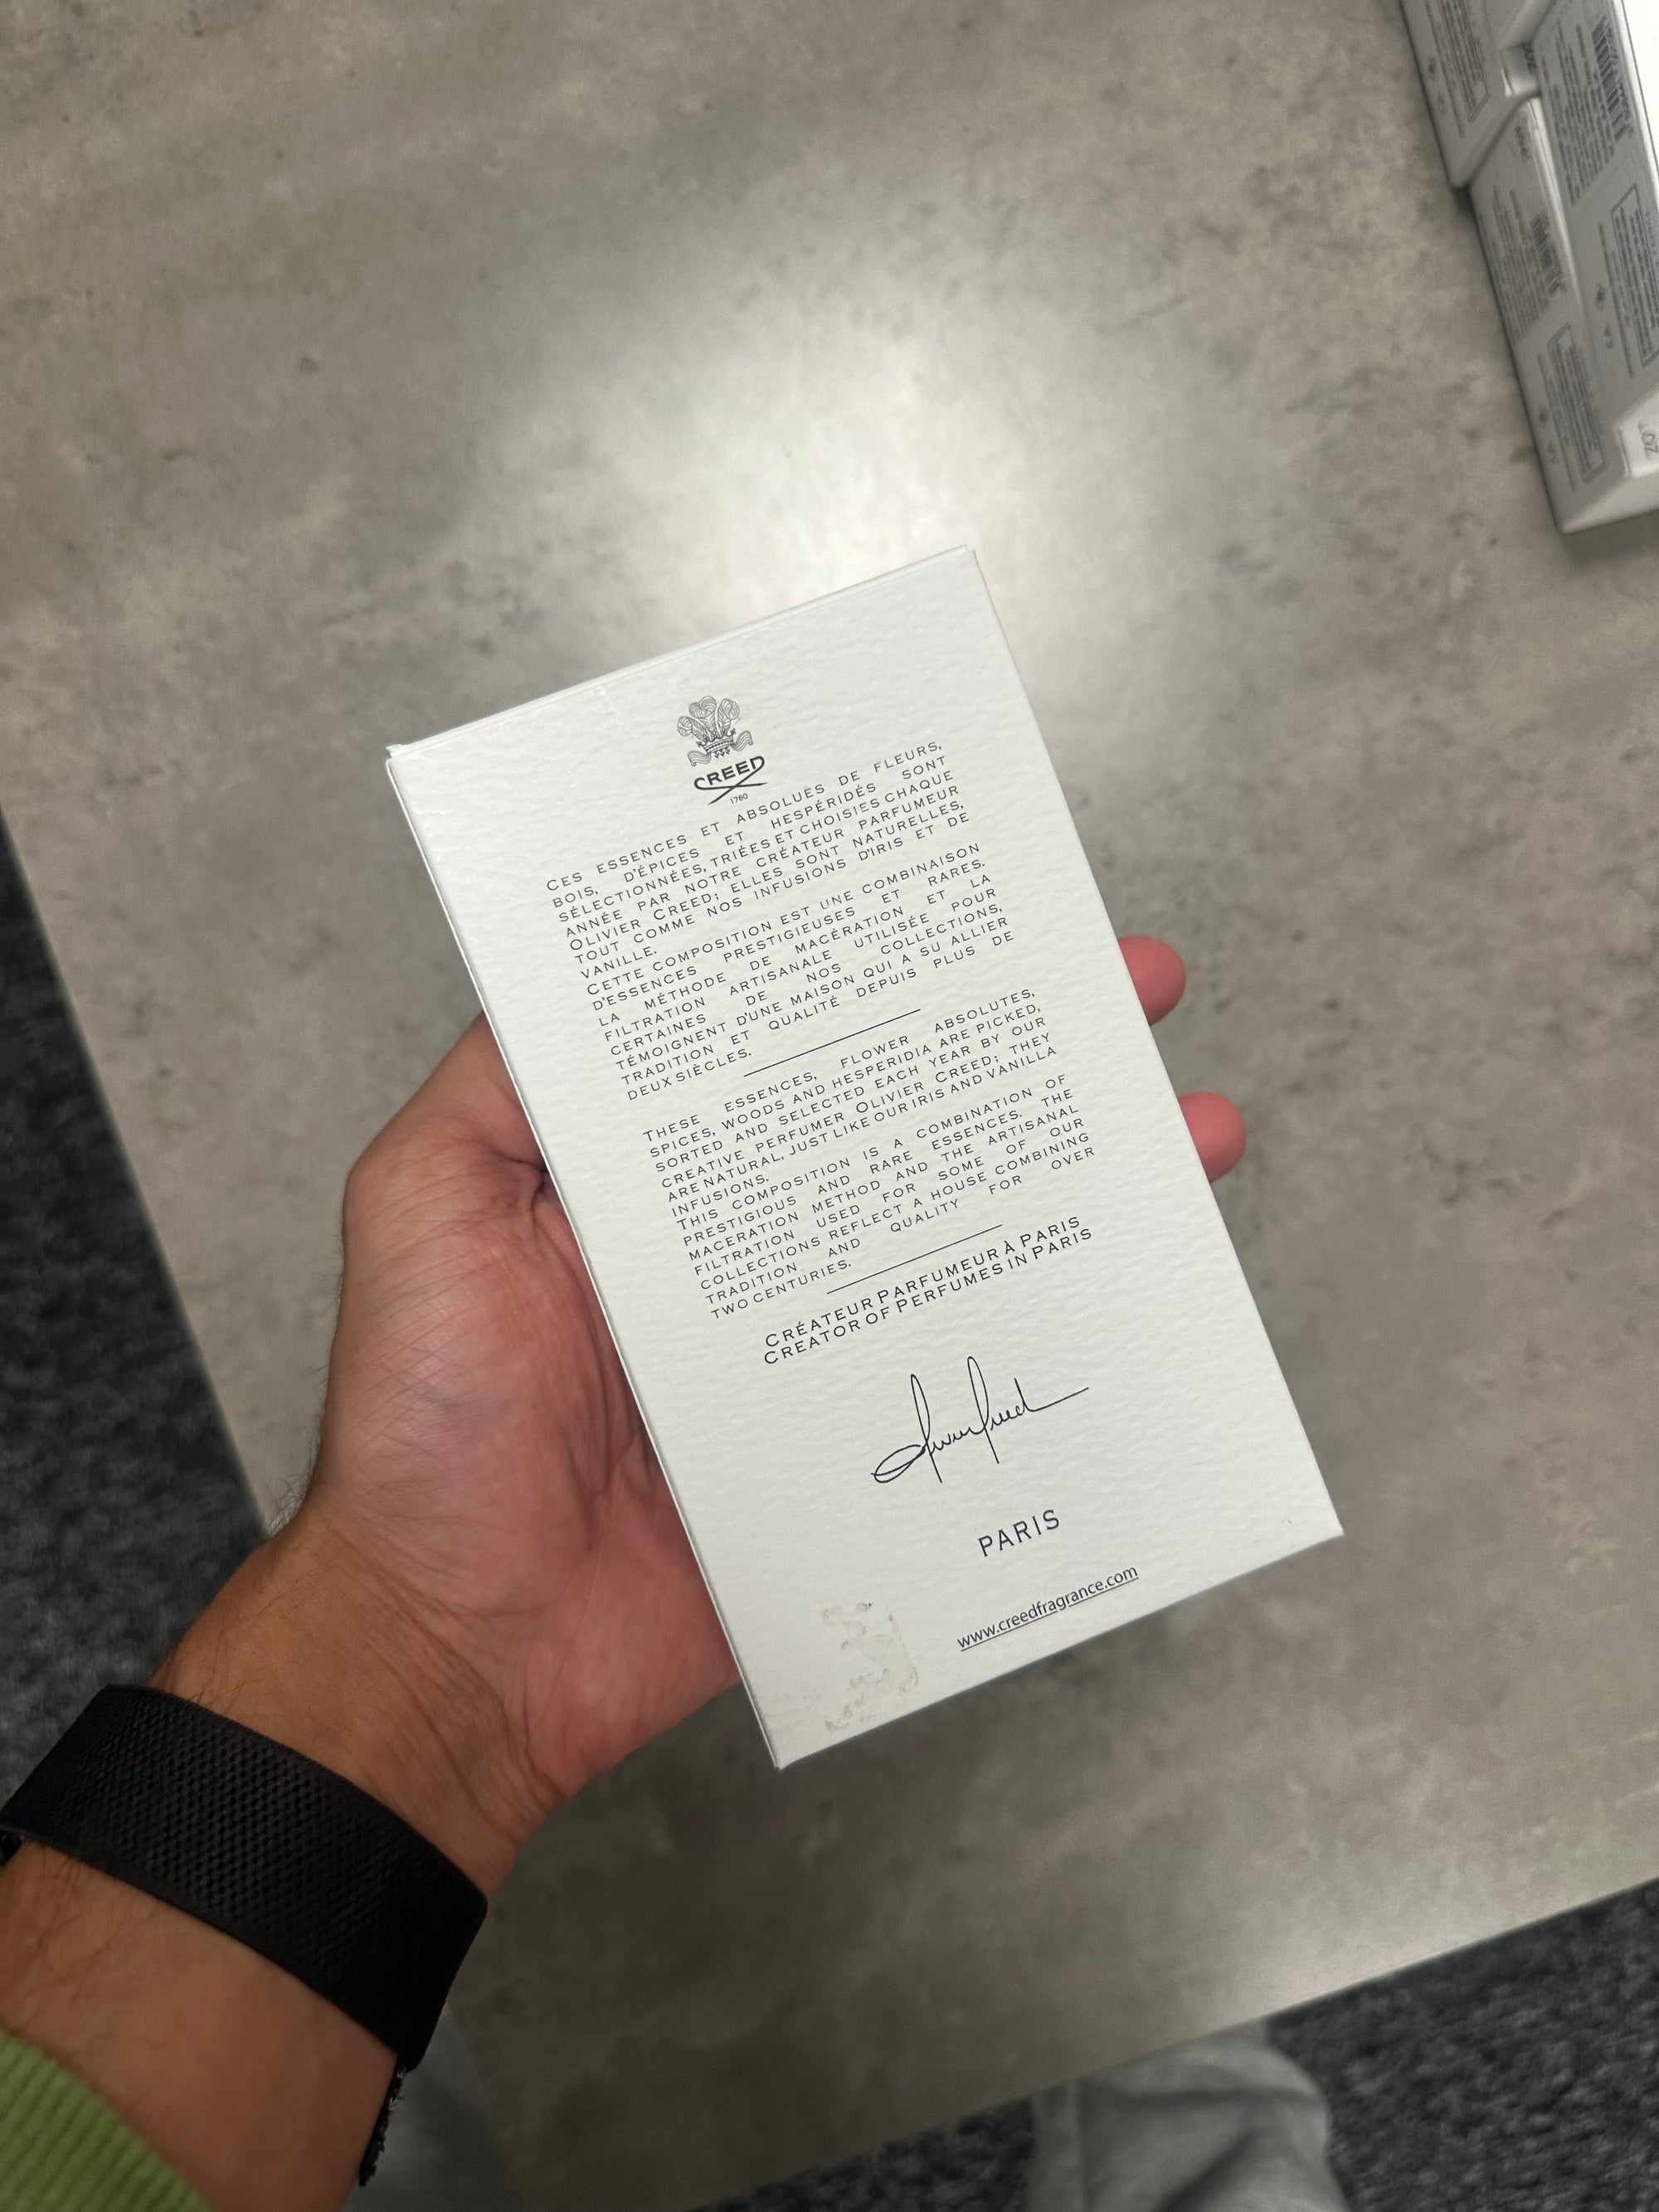 CREED
1760
CES ESSENCES ET ABSOLUES DE FLEURS,
BOIS, D'ÉPICES ET HESPÉRIDÉS SONT
SÉLECTIONNÉES, TRIÉES ET CHOISIES CHAQUE
ANNÉE PAR NOTRE CRÉATEUR PARFUMEUR
OLIVIER CREED; ELLES SONT NATURELLES,
TOUT COMME NOS INFUSIONS D'IRIS ET DE
VANILLE.
CETTE COMPOSITION EST UNE COMBINAISON
D'ESSENCES PRESTIGIEUSES ET RARES.
LA MÉTHODE DE MACÉRATION ET LA
FILTRATION ARTISANALE UTILISÉE POUR
CERTAINES DE NOS COLLECTIONS,
TÉMOIGNENT D'UNE MAISON QUI A SU ALLIER
TRADITION ET QUALITÉ DEPUIS PLUS DE
DEUX SIÈCLES.
THESE ESSENCES, FLOWER ABSOLUTES,
SPICES, WOODS AND HESPERIDIA ARE PICKED,
SORTED AND SELECTED EACH YEAR BY OUR
CREATIVE PERFUMER OLIVIER CREED; THEY
ARE NATURAL, JUST LIKE OUR IRIS AND VANILLA
INFUSIONS.
THIS COMPOSITION IS A COMBINATION OF
PRESTIGIOUS AND RARE ESSENCES. THE
MACERATION METHOD AND THE ARTISANAL
FILTRATION USED FOR SOME OF OUR
COLLECTIONS REFLECT A HOUSE COMBINING
TRADITION AND QUALITY FOR OVER
TWO CENTURIES.
CRÉATEUR PARFUMEUR À PARIS
CREATOR OF PERFUMES IN PARIS
PARIS
www.creedfragrance.com